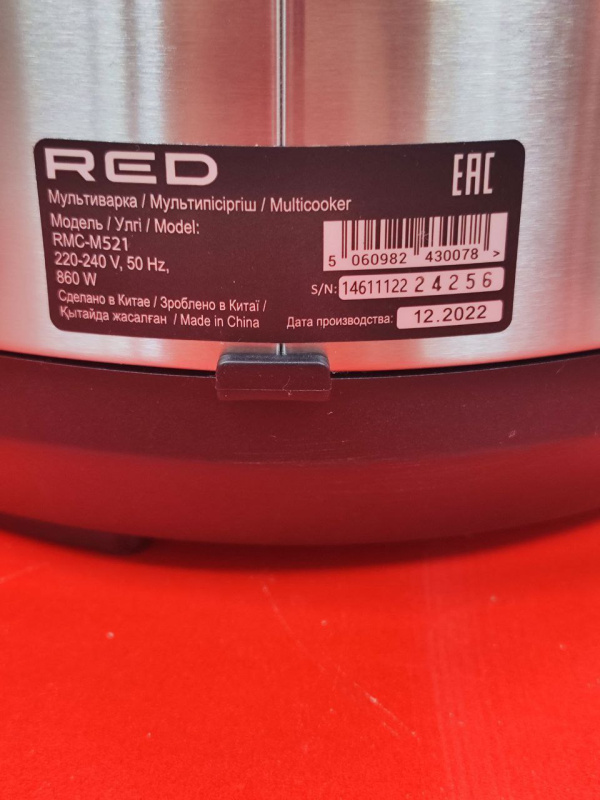 RED
EAC
Мультиварка / Мультипісіргіш / Multicooker
Модель / Улгі / Model:
RMC-M521
220-240 V, 50 Hz,
860 W
5 060982 430078 >
S/N: 14611122 24256
Сделано в Китае / Зроблено в Китаї /
Қытайда жасалған / Made in China
Дата производства: 12.2022